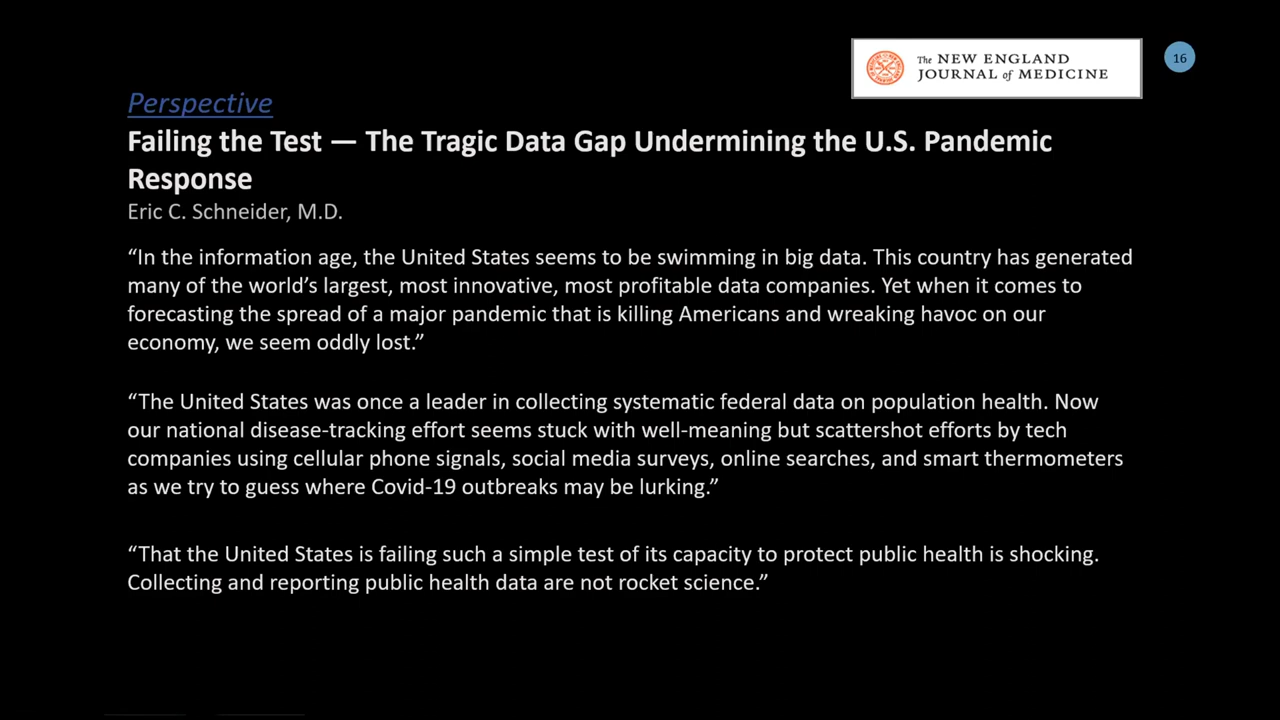 The NEW ENGLAND
JOURNAL of MEDICINE
16
Perspective
Failing the Test — The Tragic Data Gap Undermining the U.S. Pandemic
Response
Eric C. Schneider, M.D.
“In the information age, the United States seems to be swimming in big data. This country has generated
many of the world’s largest, most innovative, most profitable data companies. Yet when it comes to
forecasting the spread of a major pandemic that is killing Americans and wreaking havoc on our
economy, we seem oddly lost.”
“The United States was once a leader in collecting systematic federal data on population health. Now
our national disease-tracking effort seems stuck with well-meaning but scattershot efforts by tech
companies using cellular phone signals, social media surveys, online searches, and smart thermometers
as we try to guess where Covid-19 outbreaks may be lurking.”
“That the United States is failing such a simple test of its capacity to protect public health is shocking.
Collecting and reporting public health data are not rocket science.”